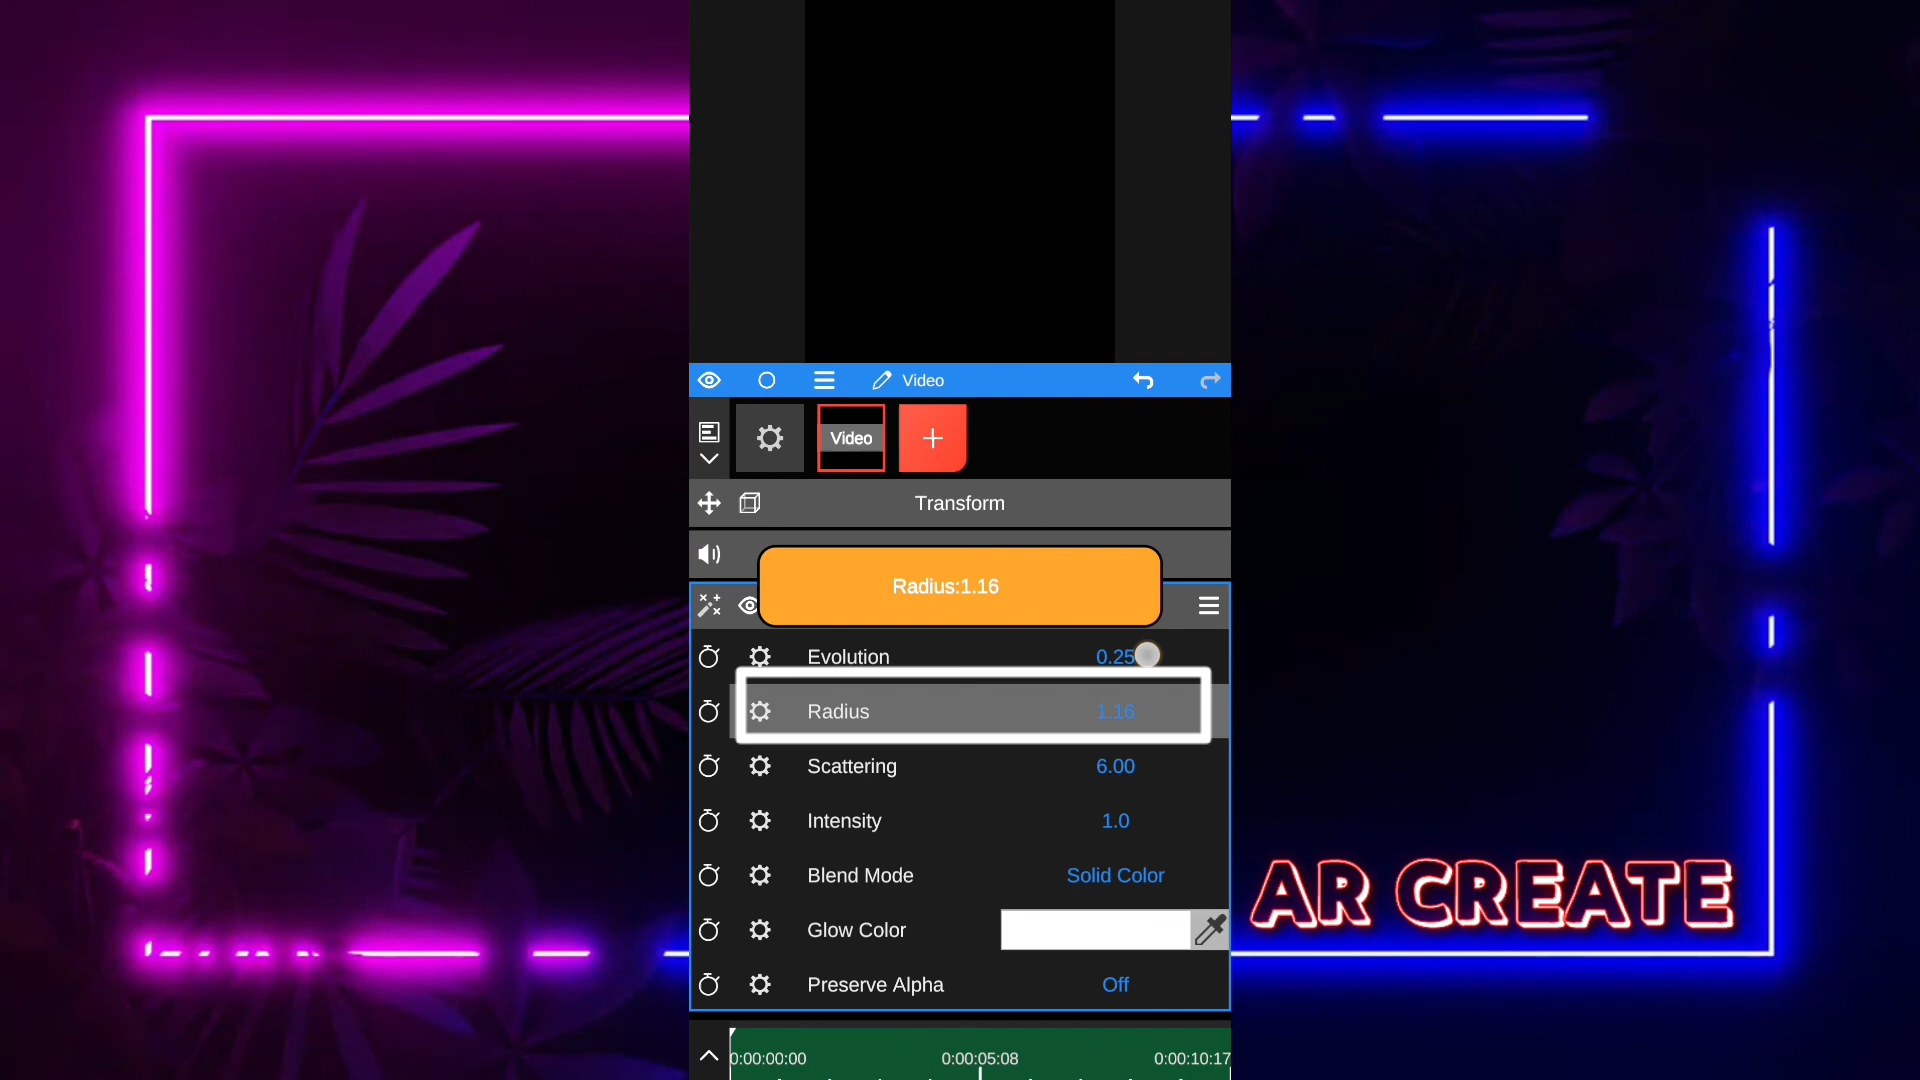 Video
Video
Transform
Radius:1.16
Evolution 0.25
Radius 1.16
Scattering 6.00
Intensity 1.0
Blend Mode Solid Color
Glow Color
Preserve Alpha Off
0:00:00:00 0:00:05:08 0:00:10:17
AR CREATE